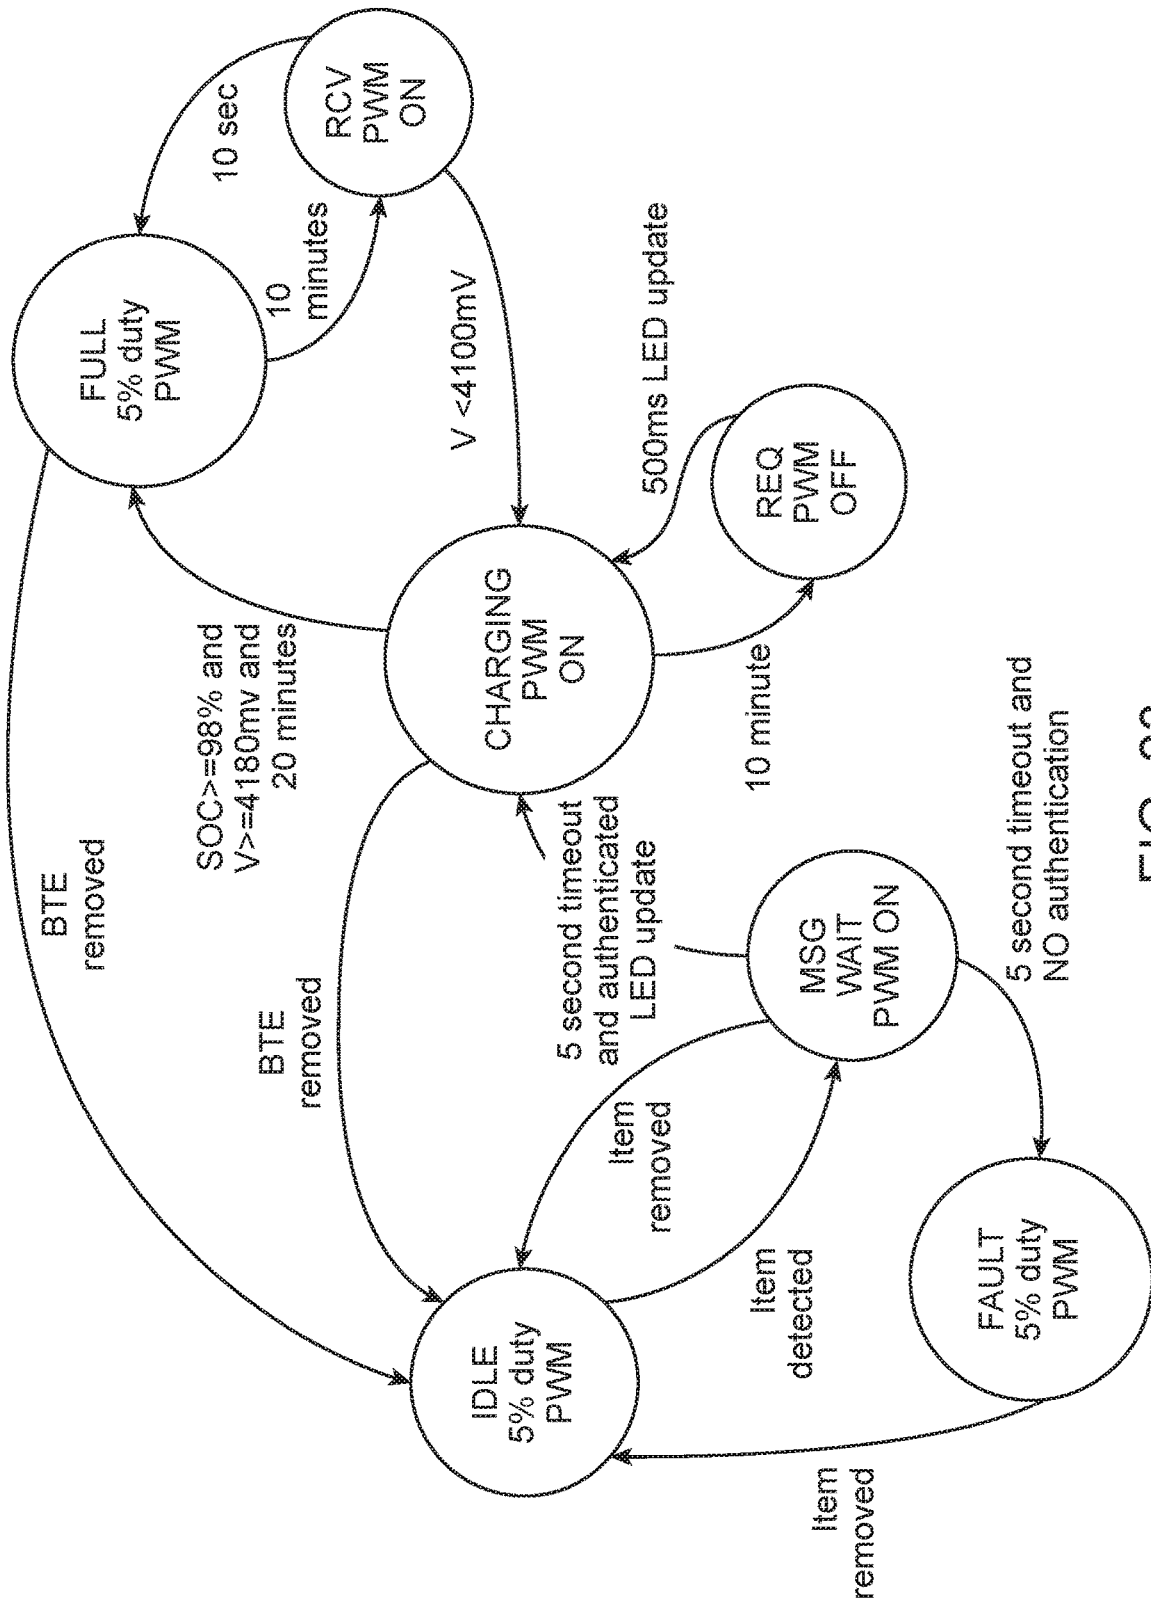 BTE
removed
FULL
5% duty
PWM
10 sec
RCV
PWM
ON
10
minutes
SOC>=98% and
V>=4180mv and
20 minutes
V <4100mV
BTE
removed
CHARGING
PWM
ON
500ms LED update
REQ
PWM
OFF
10 minute
5 second timeout
and authenticated
LED update
IDLE
5% duty
PWM
Item
removed
Item
detected
MSG
WAIT
PWM ON
5 second timeout and
NO authentication
FAULT
5% duty
PWM
Item
removed